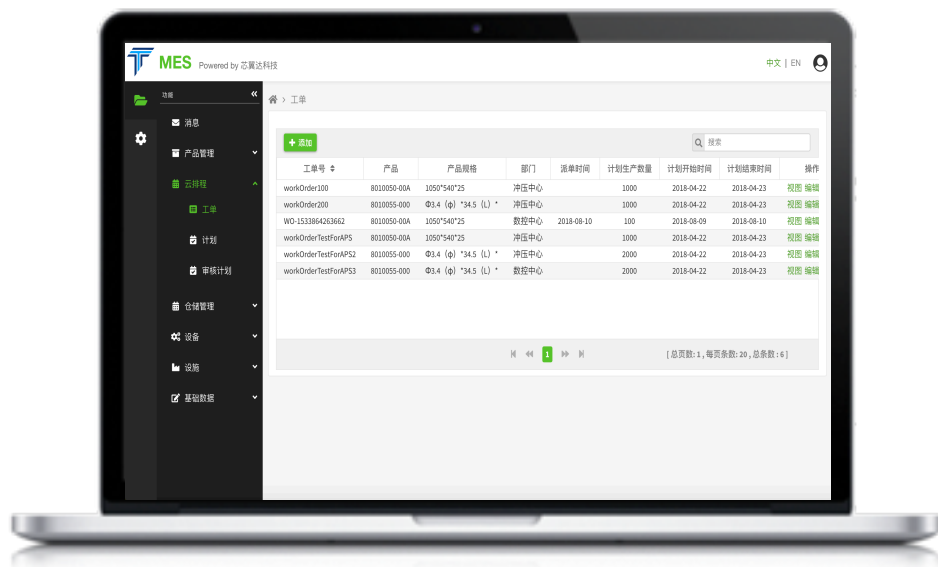 MES Powered by 芯翼达科技
中文 | EN
功能
工单
消息
产品管理
云排程
工单
计划
审核计划
仓储管理
设备
设施
基础数据
添加
搜索
工单号 产品 产品规格 部门 派单时间 计划生产数量 计划开始时间 计划结束时间 操作
workOrder100 8010050-00A 1050*540*25 冲压中心 1000 2018-04-22 2018-04-23 视图 编辑
workOrder200 8010055-000 Φ3.4 (φ) *34.5 (L) * 冲压中心 1000 2018-04-22 2018-04-23 视图 编辑
WO-1533864263662 8010050-00A 1050*540*25 数控中心 2018-08-10 100 2018-08-09 2018-08-10 视图 编辑
workOrderTestForAPS 8010050-00A 1050*540*25 冲压中心 1000 2018-04-22 2018-04-23 视图 编辑
workOrderTestForAPS2 8010055-000 Φ3.4 (φ) *34.5 (L) * 冲压中心 2000 2018-04-22 2018-04-23 视图 编辑
workOrderTestForAPS3 8010055-000 Φ3.4 (φ) *34.5 (L) * 数控中心 2000 2018-04-22 2018-04-23 视图 编辑
1
[ 总页数: 1 , 每页条数: 20 , 总条数 : 6 ]